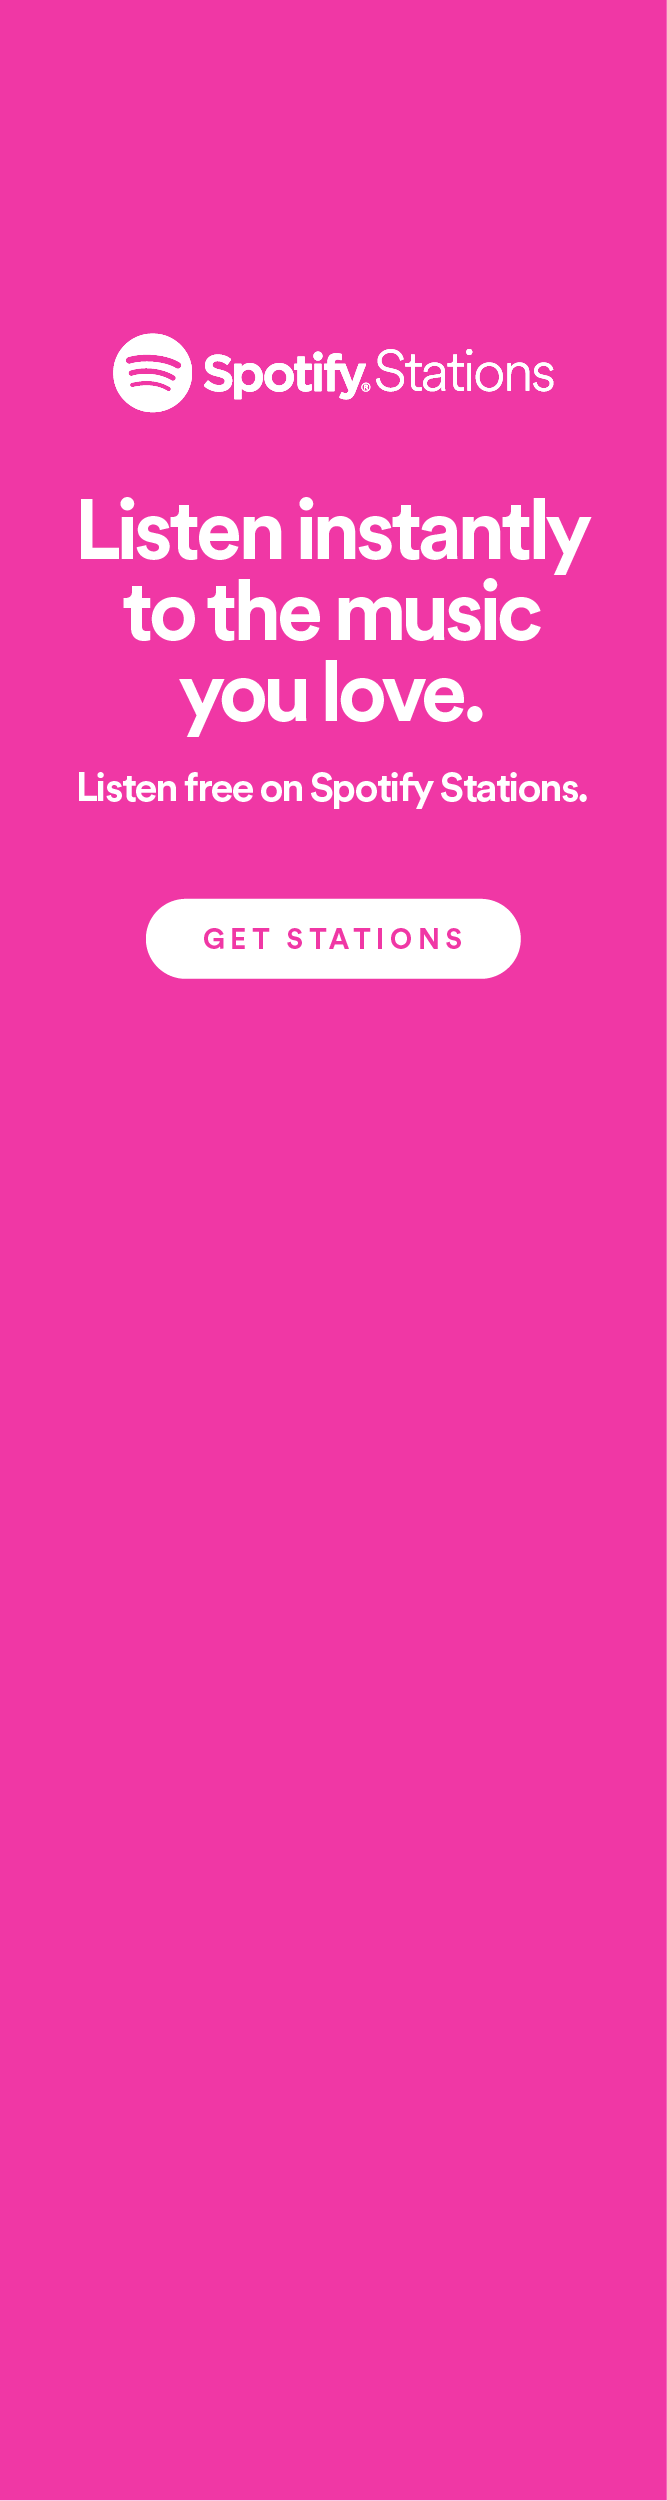 Spotify® Stations
Listen instantly
to the music
you love.
Listen free on Spotify Stations.
GET STATIONS